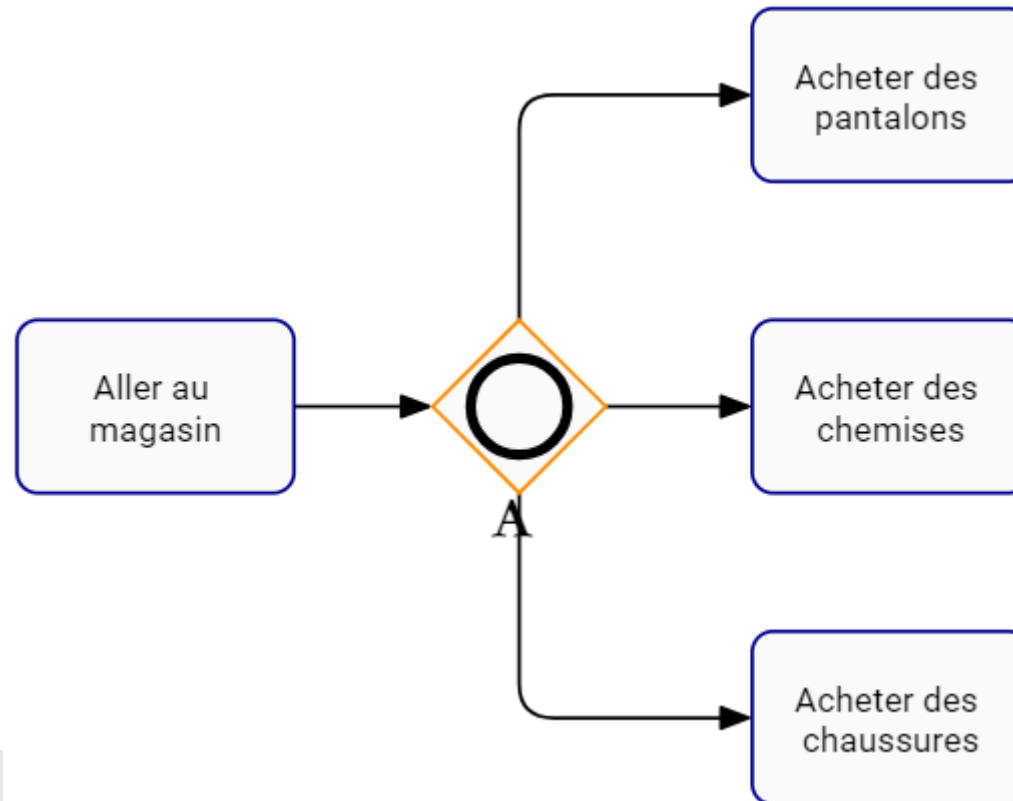 Acheter des
pantalons
Aller au
magasin
Acheter des
chemises
A
Acheter des
chaussures